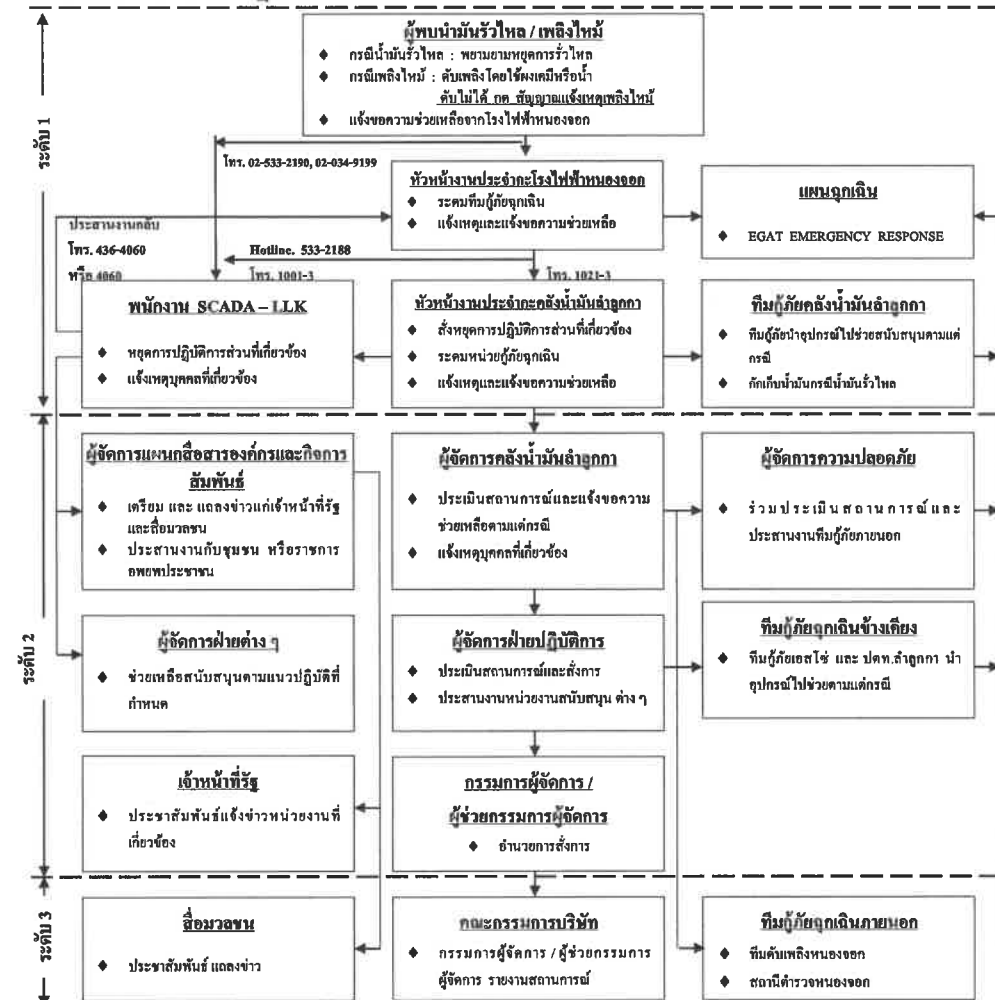 ผู้พบน้ำมันรั่วไหล / เพลิงไหม้
♦ กรณีน้ำมันรั่วไหล : พยายามหยุดการรั่วไหล
♦ กรณีเพลิงไหม้ : ดับเพลิงโดยใช้ผงเคมีหรือน้ำ
ดับไม่ได้ กด สัญญาณแจ้งเหตุเพลิงไหม้
♦ แจ้งขอความช่วยเหลือจากโรงไฟฟ้าหนองจอก
ระดับ 1
โทร. 02-533-2190, 02-034-9199
หัวหน้างานประจำกะโรงไฟฟ้าหนองจอก
♦ ระดมทีมกู้ภัยฉุกเฉิน
♦ แจ้งเหตุและแจ้งขอความช่วยเหลือ
แผนฉุกเฉิน
♦ EGAT EMERGENCY RESPONSE
ประสานงานกลับ
โทร. 436-4060
หรือ 4060
Hotline. 533-2188
โทร. 1001-3
โทร. 1021-3
พนักงาน SCADA – LLK
♦ หยุดการปฏิบัติการส่วนที่เกี่ยวข้อง
♦ แจ้งเหตุบุคคลที่เกี่ยวข้อง
หัวหน้างานประจำกะคลังน้ำมันลำลูกกา
♦ สั่งหยุดการปฏิบัติการส่วนที่เกี่ยวข้อง
♦ ระดมหน่วยกู้ภัยฉุกเฉิน
♦ แจ้งเหตุและแจ้งขอความช่วยเหลือ
ทีมกู้ภัยคลังน้ำมันลำลูกกา
♦ ทีมกู้ภัยนำอุปกรณ์ไปช่วยสนับสนุนตามแต่
กรณี
♦ กักเก็บน้ำมันกรณีน้ำมันรั่วไหล
ระดับ 2
ผู้จัดการแผนกสื่อสารองค์กรและกิจการ
สัมพันธ์
♦ เตรียม และ แถลงข่าวแก่เจ้าหน้าที่รัฐ
และสื่อมวลชน
♦ ประสานงานกับชุมชน หรือราชการ
อพยพประชาชน
ผู้จัดการคลังน้ำมันลำลูกกา
♦ ประเมินสถานการณ์และแจ้งขอความ
ช่วยเหลือตามแต่กรณี
♦ แจ้งเหตุบุคคลที่เกี่ยวข้อง
ผู้จัดการความปลอดภัย
♦ ร่วมประเมินสถานการณ์และ
ประสานงานทีมกู้ภัยภายนอก
ผู้จัดการฝ่ายต่าง ๆ
♦ ช่วยเหลือสนับสนุนตามแนวปฏิบัติที่
กำหนด
ผู้จัดการฝ่ายปฏิบัติการ
♦ ประเมินสถานการณ์และสั่งการ
♦ ประสานงานหน่วยงานสนับสนุน ต่าง ๆ
ทีมกู้ภัยฉุกเฉินข้างเคียง
♦ ทีมกู้ภัยเอสโซ่ และ ปตท.ลำลูกกา นำ
อุปกรณ์ไปช่วยตามแต่กรณี
เจ้าหน้าที่รัฐ
♦ ประชาสัมพันธ์แจ้งข่าวหน่วยงานที่
เกี่ยวข้อง
กรรมการผู้จัดการ /
ผู้ช่วยกรรมการผู้จัดการ
♦ อำนวยการสั่งการ
ระดับ 3
สื่อมวลชน
♦ ประชาสัมพันธ์ แถลงข่าว
คณะกรรมการบริษัท
♦ กรรมการผู้จัดการ / ผู้ช่วยกรรมการ
ผู้จัดการ รายงานสถานการณ์
ทีมกู้ภัยฉุกเฉินภายนอก
♦ ทีมดับเพลิงหนองจอก
♦ สถานีตำรวจหนองจอก